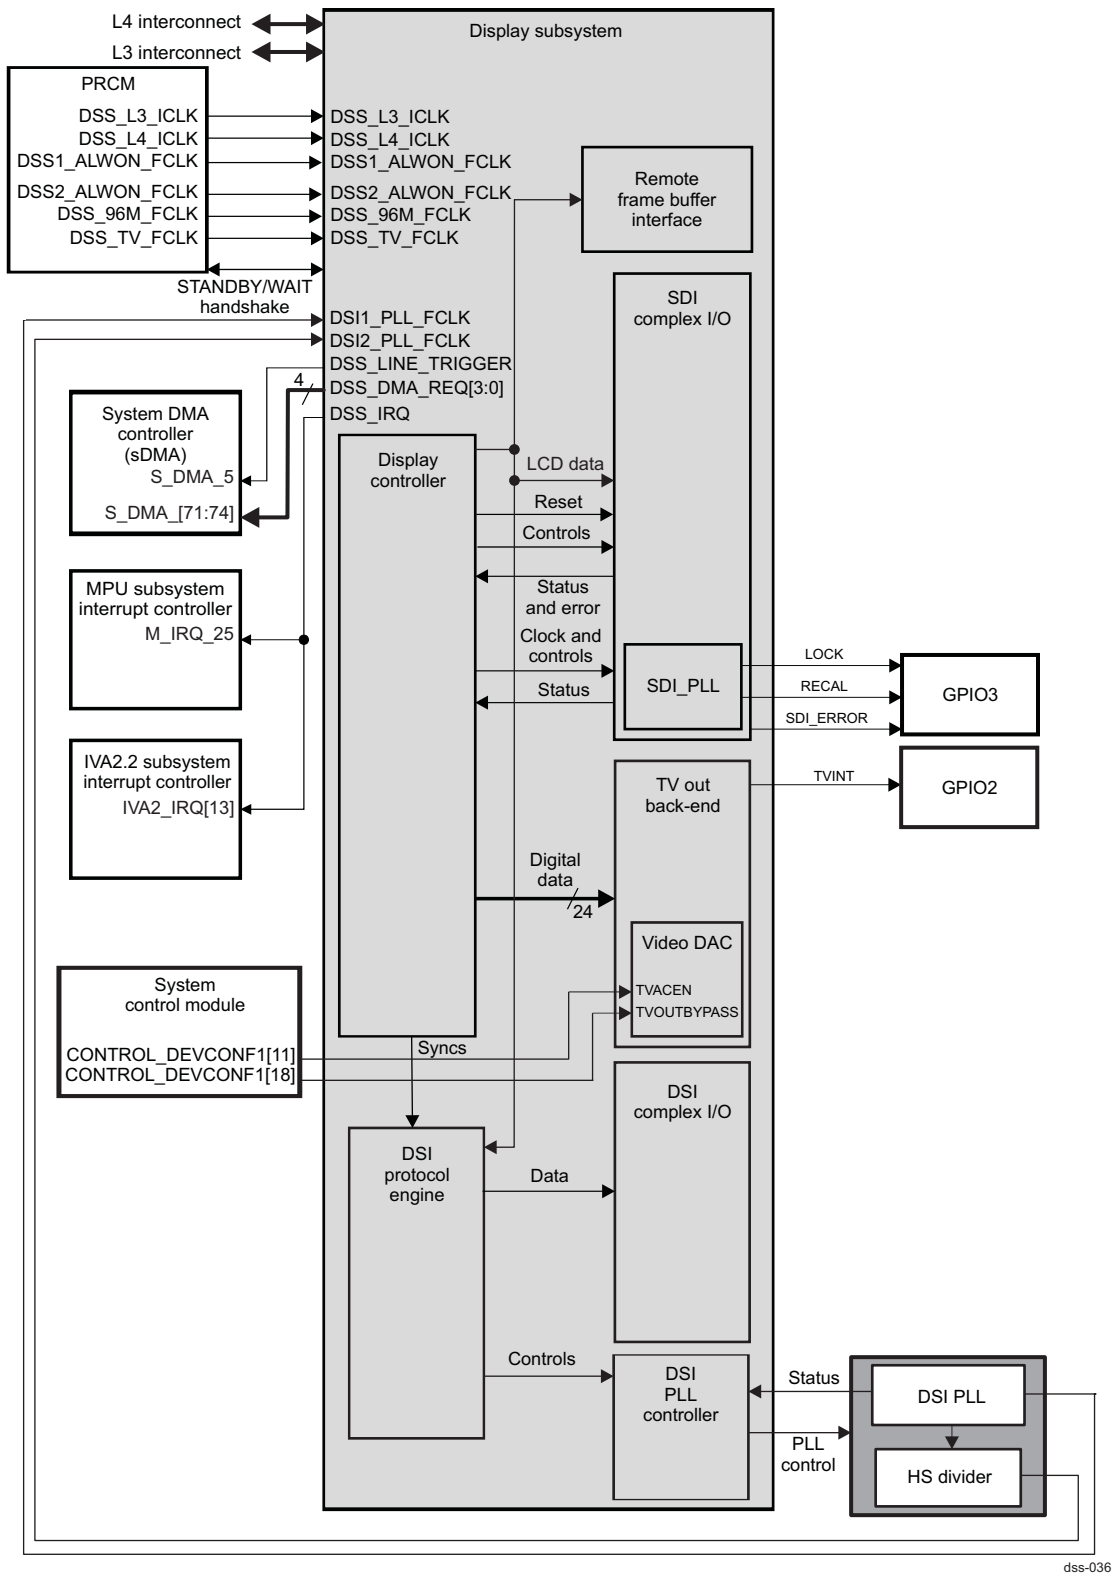 L4 interconnect
L3 interconnect
Display subsystem
PRCM
DSS_L3_ICLK
DSS_L4_ICLK
DSS1_ALWON_FCLK
DSS2_ALWON_FCLK
DSS_96M_FCLK
DSS_TV_FCLK
DSS_L3_ICLK
DSS_L4_ICLK
DSS1_ALWON_FCLK
DSS2_ALWON_FCLK
DSS_96M_FCLK
DSS_TV_FCLK
STANDBY/WAIT
handshake
DSI1_PLL_FCLK
DSI2_PLL_FCLK
DSS_LINE_TRIGGER
DSS_DMA_REQ[3:0]
DSS_IRQ
4
Remote
frame buffer
interface
SDI
complex I/O
System DMA
controller
(sDMA)
S_DMA_5
S_DMA_[71:74]
Display
controller
LCD data
Reset
Controls
Status
and error
Clock and
controls
Status
SDI_PLL
MPU subsystem
interrupt controller
M_IRQ_25
LOCK
RECAL
SDI_ERROR
GPIO3
IVA2.2 subsystem
interrupt controller
IVA2_IRQ[13]
TV out
back-end
TVINT
GPIO2
Digital
data
24
Video DAC
TVACEN
TVOUTBYPASS
System
control module
CONTROL_DEVCONF1[11]
CONTROL_DEVCONF1[18]
Syncs
DSI
complex I/O
DSI
protocol
engine
Data
Controls
DSI
PLL
controller
Status
PLL
control
DSI PLL
HS divider
dss-036